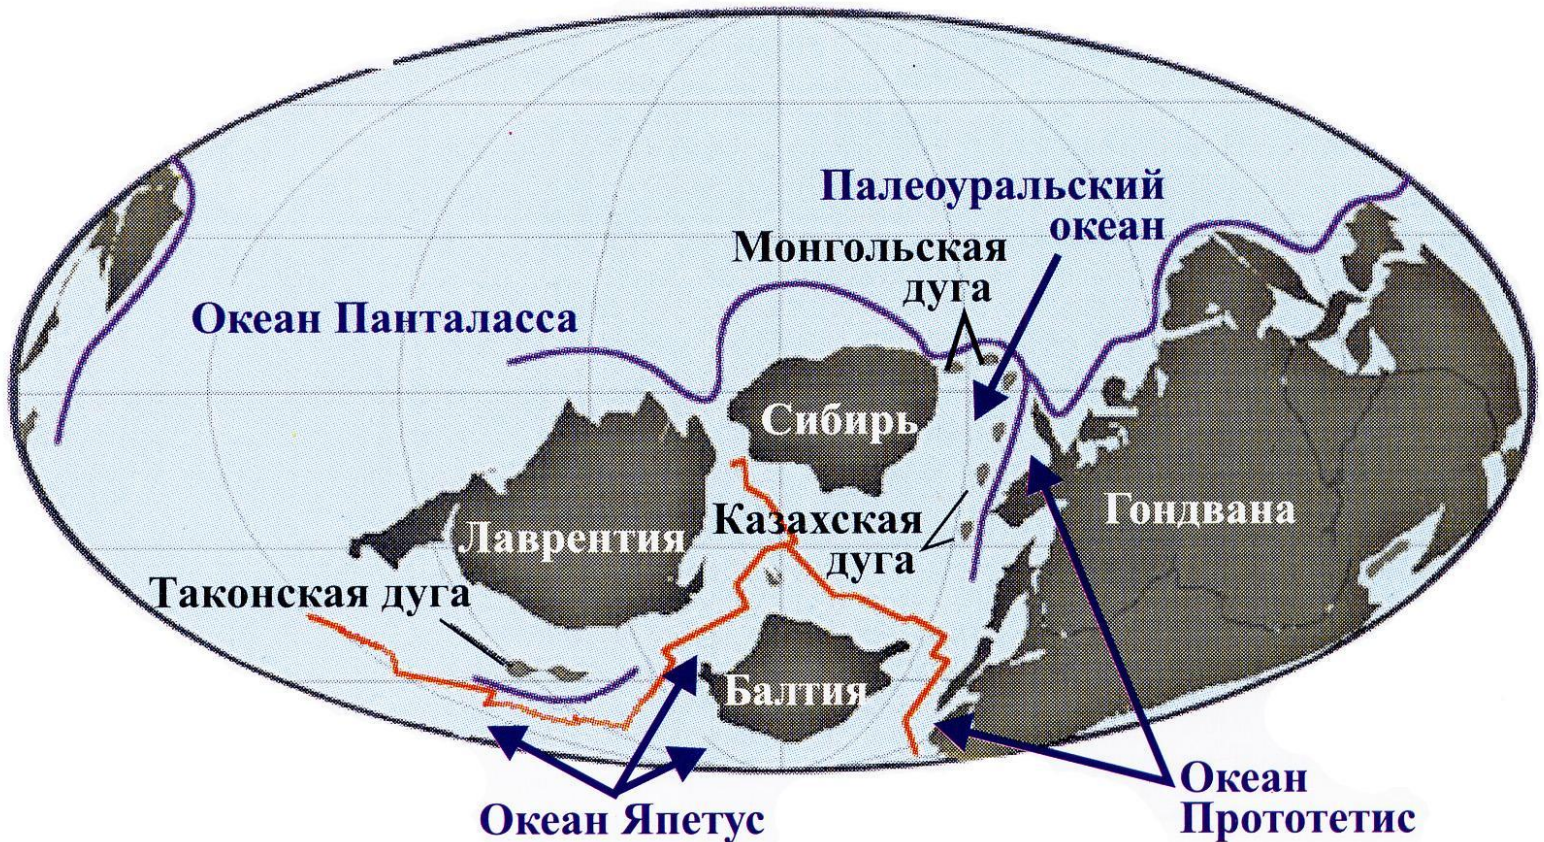 Палеоуральский
океан
Монгольская
дуга
Океан Панталасса
Сибирь
Гондвана
Лаврентия
Казахская
дуга
Таконская дуга
Балтия
Океан Япетус
Океан
Прототетис